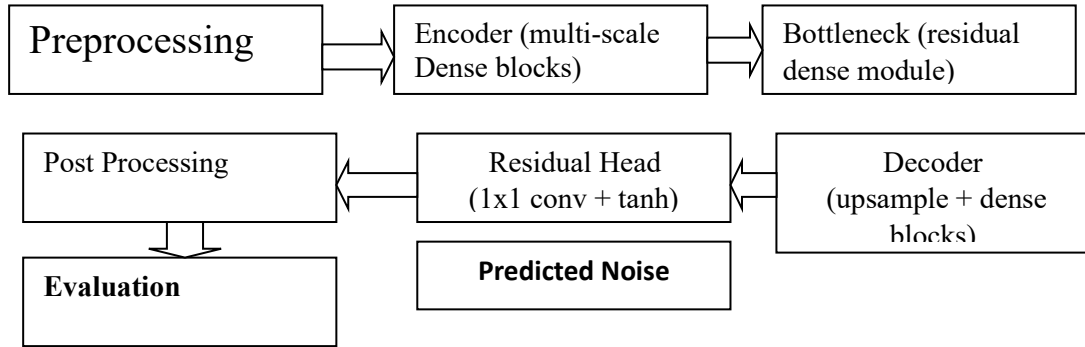 Preprocessing
Encoder (multi-scale
Dense blocks)
Bottleneck (residual
dense module)
Post Processing
Residual Head
(1x1 conv + tanh)
Decoder
(upsample + dense
blocks)
Evaluation
Predicted Noise